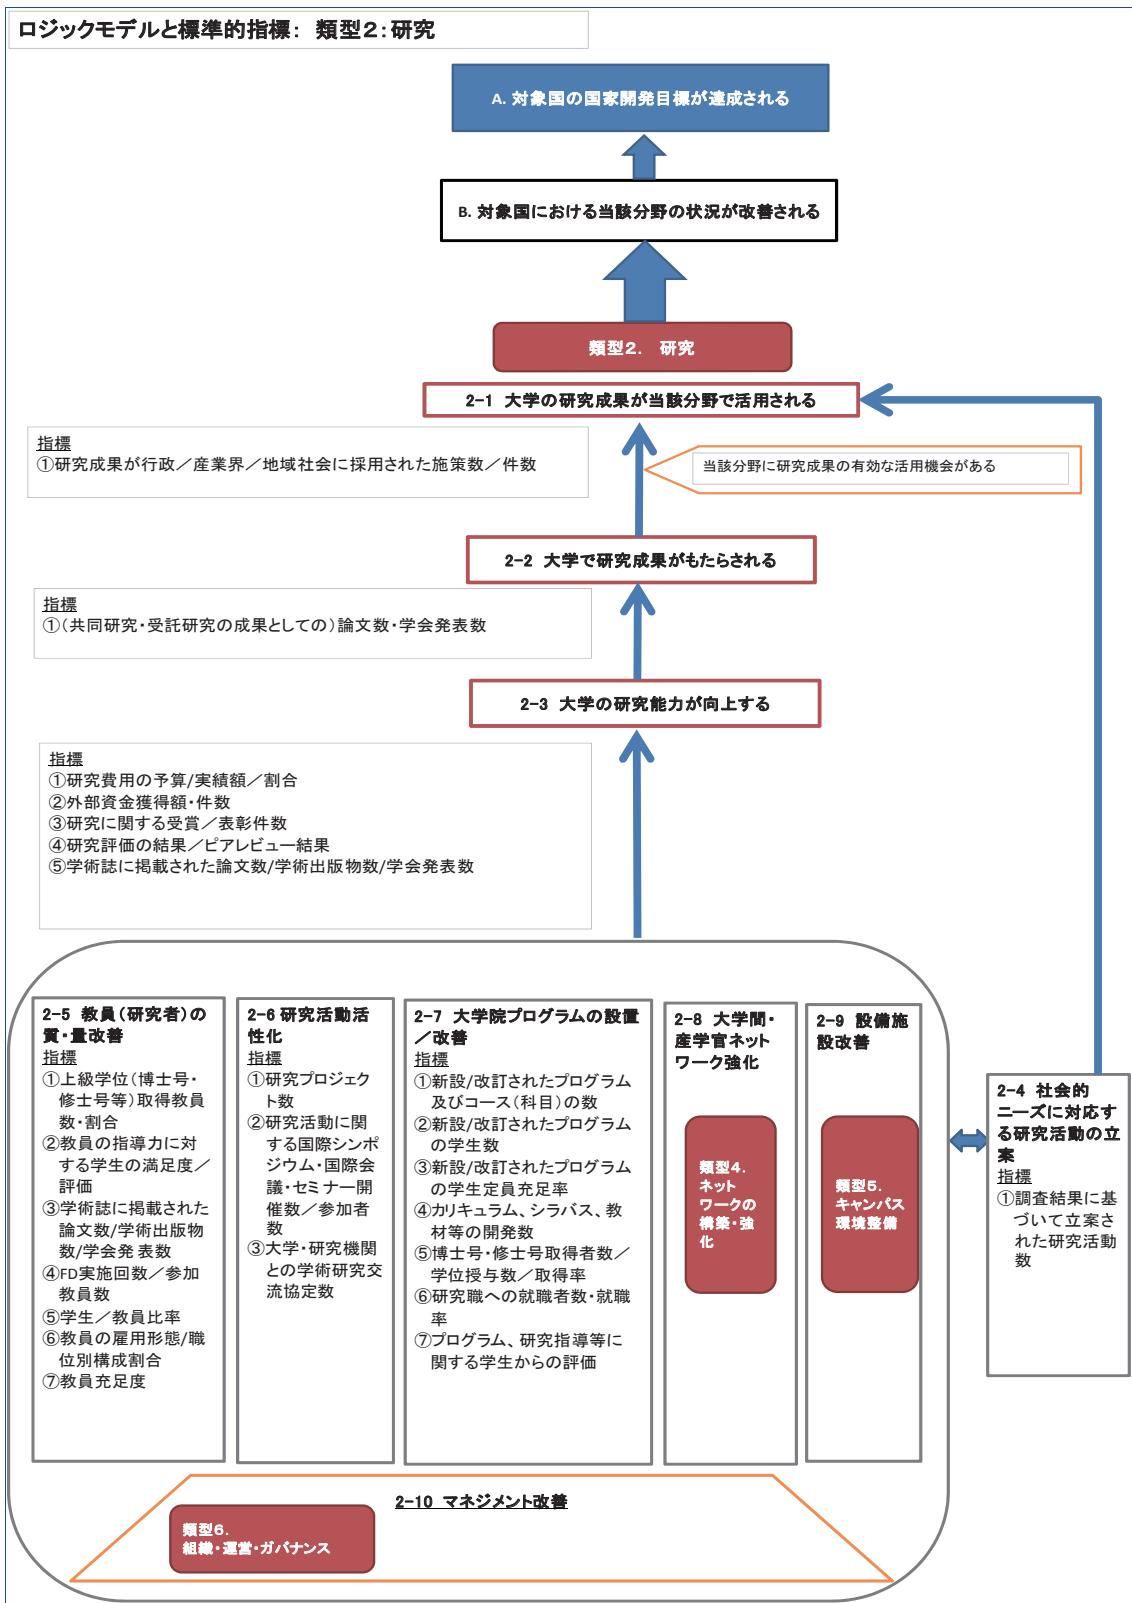 ロジックモデルと標準的指標： 類型２：研究
A. 対象国の国家開発目標が達成される
B. 対象国における当該分野の状況が改善される
類型２． 研究
2-1 大学の研究成果が当該分野で活用される
指標
①研究成果が行政／産業界／地域社会に採用された施策数／件数
当該分野に研究成果の有効な活用機会がある
2-2 大学で研究成果がもたらされる
指標
①（共同研究・受託研究の成果としての）論文数・学会発表数
2-3 大学の研究能力が向上する
指標
①研究費用の予算/実績額／割合
②外部資金獲得額・件数
③研究に関する受賞／表彰件数
④研究評価の結果／ピアレビュー結果
⑤学術誌に掲載された論文数/学術出版物数/学会発表数
2-5 教員（研究者）の
質・量改善
指標
①上級学位（博士号・
修士号等）取得教員
数・割合
②教員の指導力に対
する学生の満足度／
評価
③学術誌に掲載された
論文数/学術出版物
数/学会発表数
④FD実施回数／参加
教員数
⑤学生／教員比率
⑥教員の雇用形態/職
位別構成割合
⑦教員充足度
2-6 研究活動活
性化
指標
①研究プロジェク
ト数
②研究活動に関
する国際シンポ
ジウム・国際会
議・セミナー開
催数／参加者
数
③大学・研究機関
との学術研究交
流協定数
2-7 大学院プログラムの設置
／改善
指標
①新設/改訂されたプログラム
及びコース（科目）の数
②新設/改訂されたプログラム
の学生数
③新設/改訂されたプログラム
の学生定員充足率
④カリキュラム、シラバス、教
材等の開発数
⑤博士号・修士号取得者数／
学位授与数／取得率
⑥研究職への就職者数・就職
率
⑦プログラム、研究指導等に
関する学生からの評価
2-8 大学間・
産学官ネット
ワーク強化
類型４．
ネット
ワークの
構築・強
化
2-9 設備施
設改善
類型５．
キャンパス
環境整備
2-4 社会的
ニーズに対応す
る研究活動の立
案
指標
①調査結果に基
づいて立案さ
れた研究活動
数
2-10 マネジメント改善
類型６．
組織・運営・ガバナンス